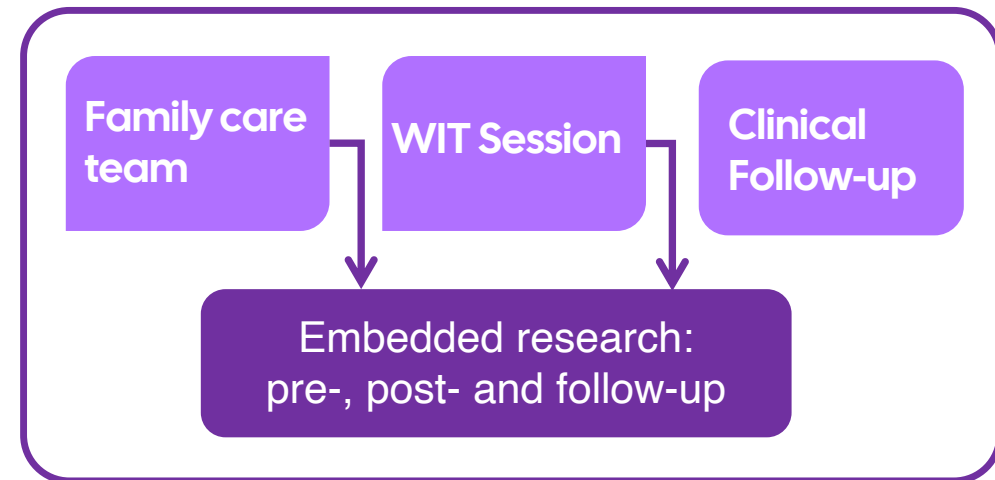 Family care
team
WIT Session
Clinical
Follow-up
Embedded research:
pre-, post- and follow-up